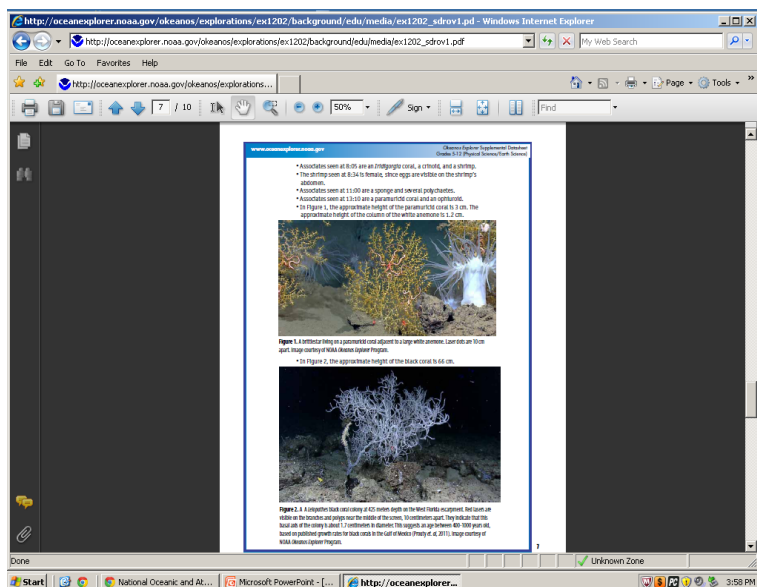 http://oceanexplorer.noaa.gov/okeanos/explorations/ex1202/background/edu/media/ex1202_sdrov1.pd - Windows Internet Explorer
http://oceanexplorer.noaa.gov/okeanos/explorations/ex1202/background/edu/media/ex1202_sdrov1.pdf
My Web Search
File Edit Go To Favorites Help
http://oceanexplorer.noaa.gov/okeanos/explorations...
Page Tools
7 / 10 50% Sign Find
www.oceanexplorer.noaa.gov
Okeanos Explorer Supplemental Datasheet
Grades 5-12 (Physical Science/Earth Science)
• Associates seen at 8:05 are an Iridigorgia coral, a crinoid, and a shrimp.
• The shrimp seen at 8:34 is female, since eggs are visible on the shrimp's
abdomen.
• Associates seen at 11:00 are a sponge and several polychaetes.
• Associates seen at 13:10 are a paramuricid coral and an ophiuroid.
• In Figure 1, the approximate height of the paramuricid coral is 3 cm. The
approximate height of the column of the white anemone is 1.2 cm.
Figure 1. A brittlestar living on a paramuricid coral adjacent to a large white anemone. Laser dots are 10 cm
apart. Image courtesy of NOAA Okeanos Explorer Program.
• In Figure 2, the approximate height of the black coral is 66 cm.
Figure 2. A Leiopathes black coral colony at 425 meters depth on the West Florida escarpment. Red lasers are
visible on the branches and polyps near the middle of the screen, 10 centimeters apart. They indicate that this
basal axis of the colony is about 1.7 centimeters in diameter. This suggests an age between 400-1000 years old,
based on published growth rates for black corals in the Gulf of Mexico (Prouty et. al, 2011). Image courtesy of
NOAA Okeanos Explorer Program.
7
Done
Unknown Zone
Start
National Oceanic and At...
Microsoft PowerPoint - [...
http://oceanexplorer...
3:58 PM